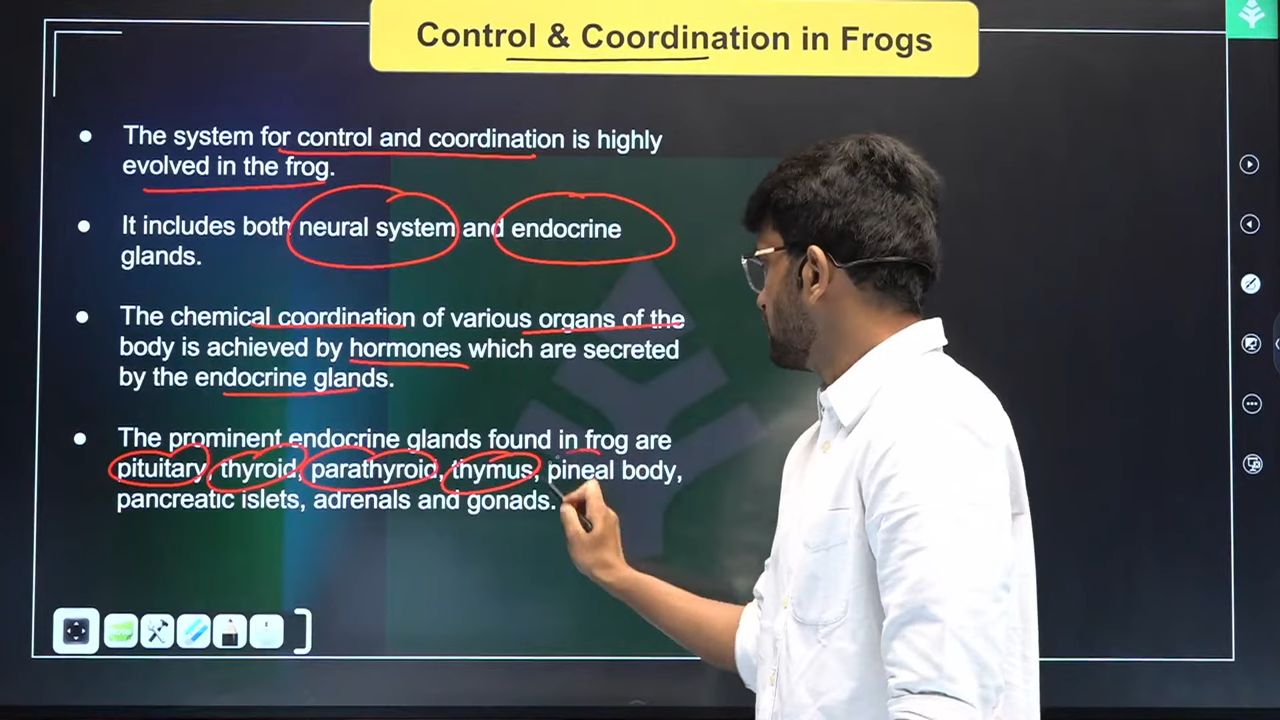 Control & Coordination in Frogs
The system for control and coordination is highly
evolved in the frog.
It includes both neural system and endocrine
glands.
The chemical coordination of various organs of the
body is achieved by hormones which are secreted
by the endocrine glands.
The prominent endocrine glands found in frog are
pituitary, thyroid, parathyroid, thymus, pineal body,
pancreatic islets, adrenals and gonads.